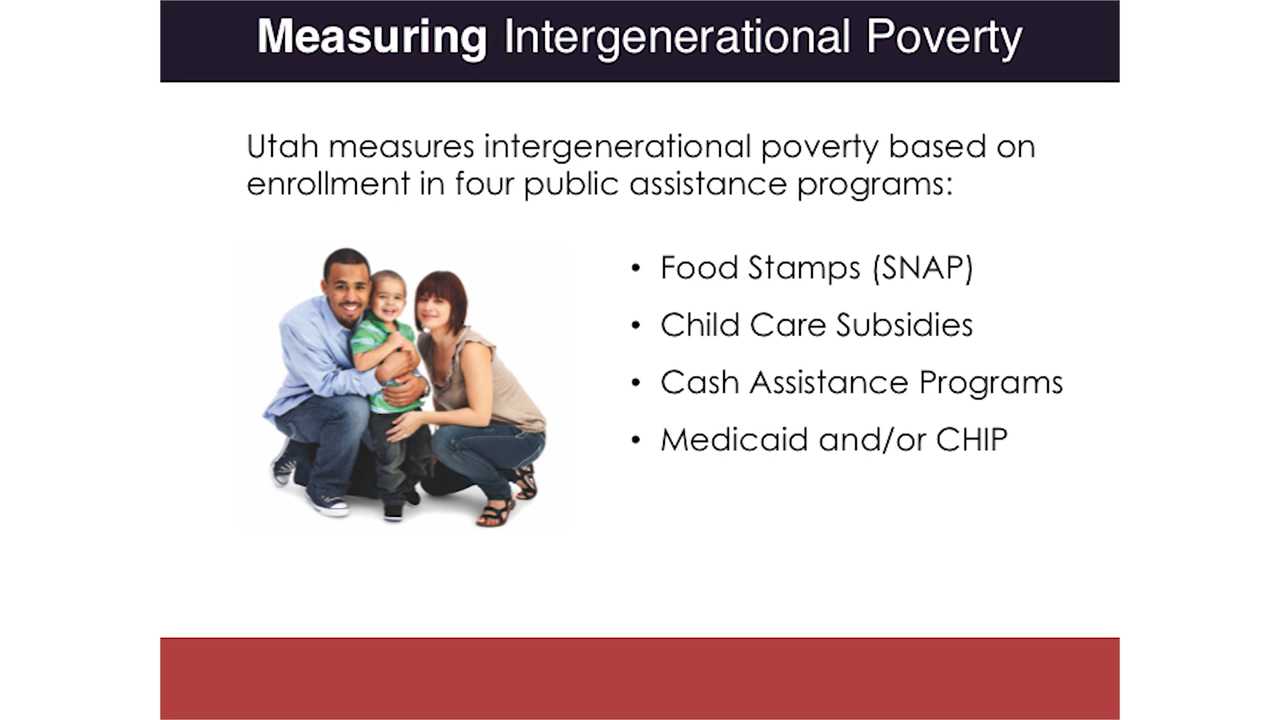 Measuring Intergenerational Poverty
Utah measures intergenerational poverty based on
enrollment in four public assistance programs:
• Food Stamps (SNAP)
• Child Care Subsidies
• Cash Assistance Programs
• Medicaid and/or CHIP